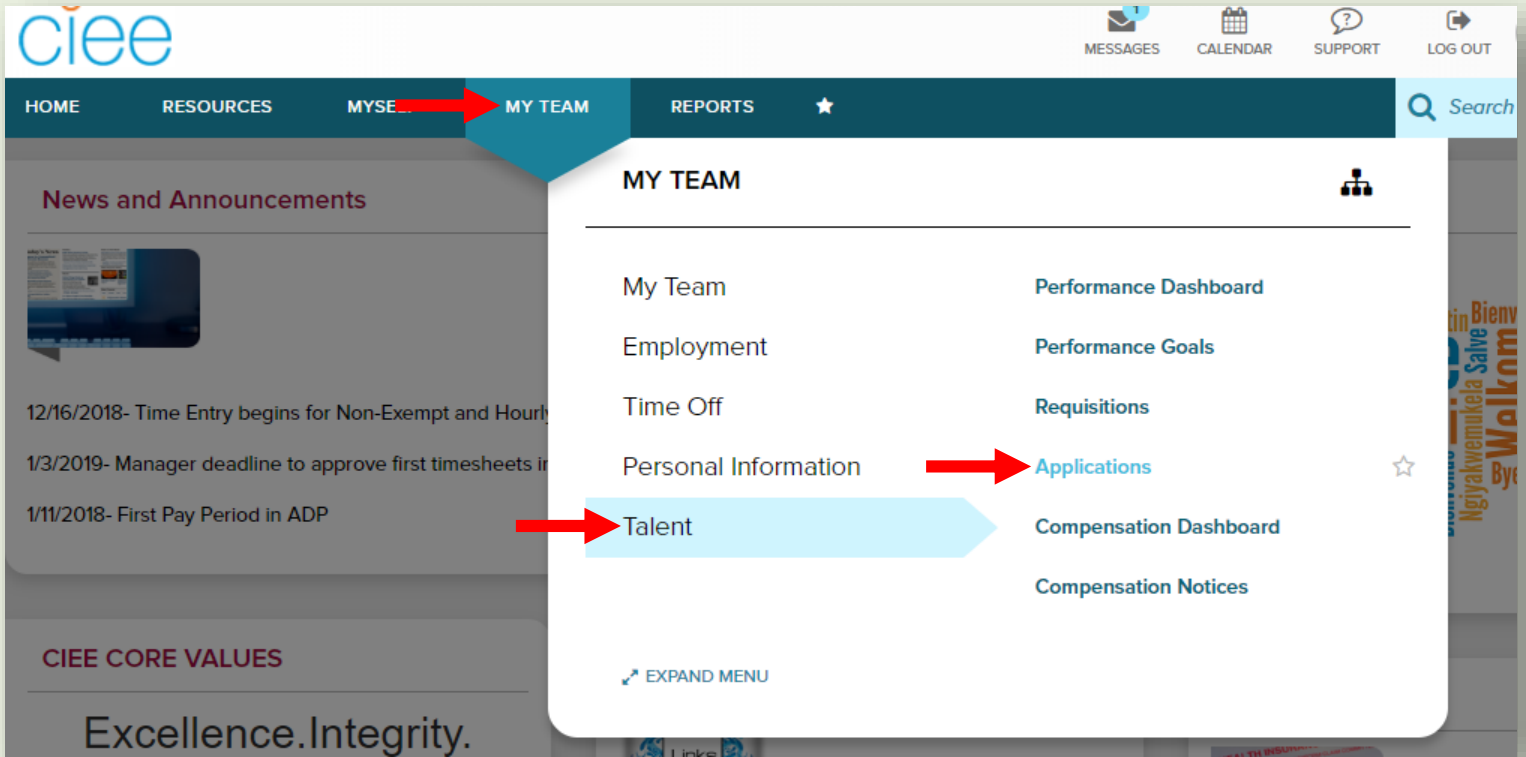 ciee
1
MESSAGES CALENDAR SUPPORT LOG OUT
HOME RESOURCES MY TEAM REPORTS Search
News and Announcements
12/16/2018- Time Entry begins for Non-Exempt and Hourly
1/3/2019- Manager deadline to approve first timesheets
1/11/2018- First Pay Period in ADP
CIEE CORE VALUES
Excellence.Integrity.
MY TEAM
My Team
Employment
Time Off
Personal Information
Talent
EXPAND MENU
Performance Dashboard
Performance Goals
Requisitions
Applications
Compensation Dashboard
Compensation Notices
Salve
Ngiyakwemukela
Links